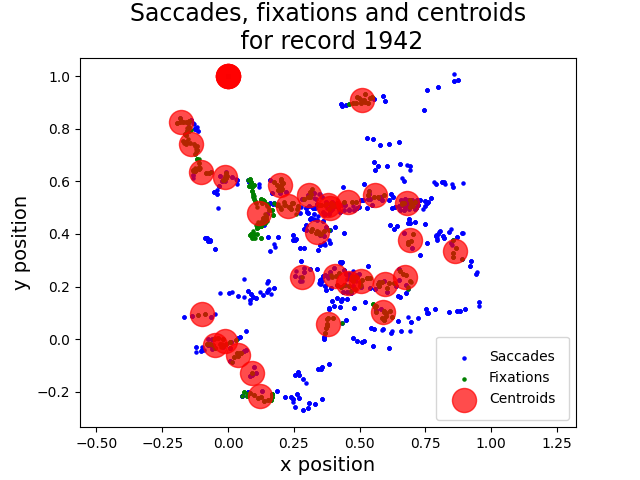 Saccades, fixations and centroids
for record 1942
y position
1.0
0.8
0.6
0.4
0.2
0.0
−0.2
−0.50
−0.25
0.00
0.25
0.50
0.75
1.00
1.25
x position
Saccades
Fixations
Centroids